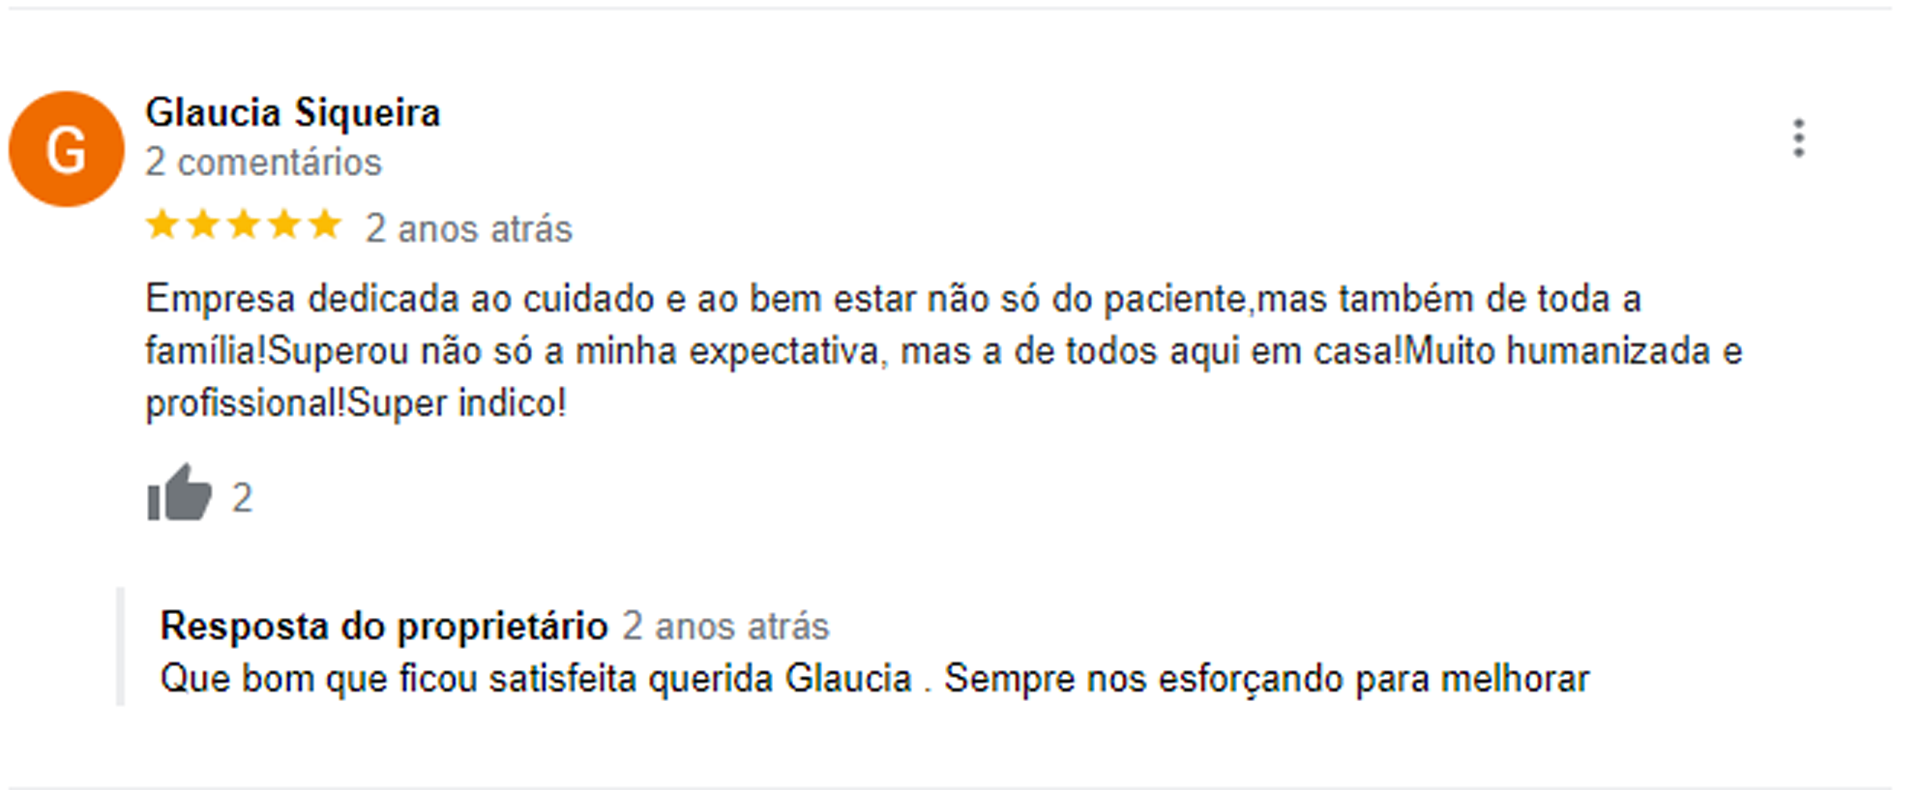 G
Glaucia Siqueira
2 comentários
2 anos atrás
Empresa dedicada ao cuidado e ao bem estar não só do paciente,mas também de toda a
família!Superou não só a minha expectativa, mas a de todos aqui em casa!Muito humanizada e
profissional!Super indico!
2
Resposta do proprietário 2 anos atrás
Que bom que ficou satisfeita querida Glaucia . Sempre nos esforçando para melhorar